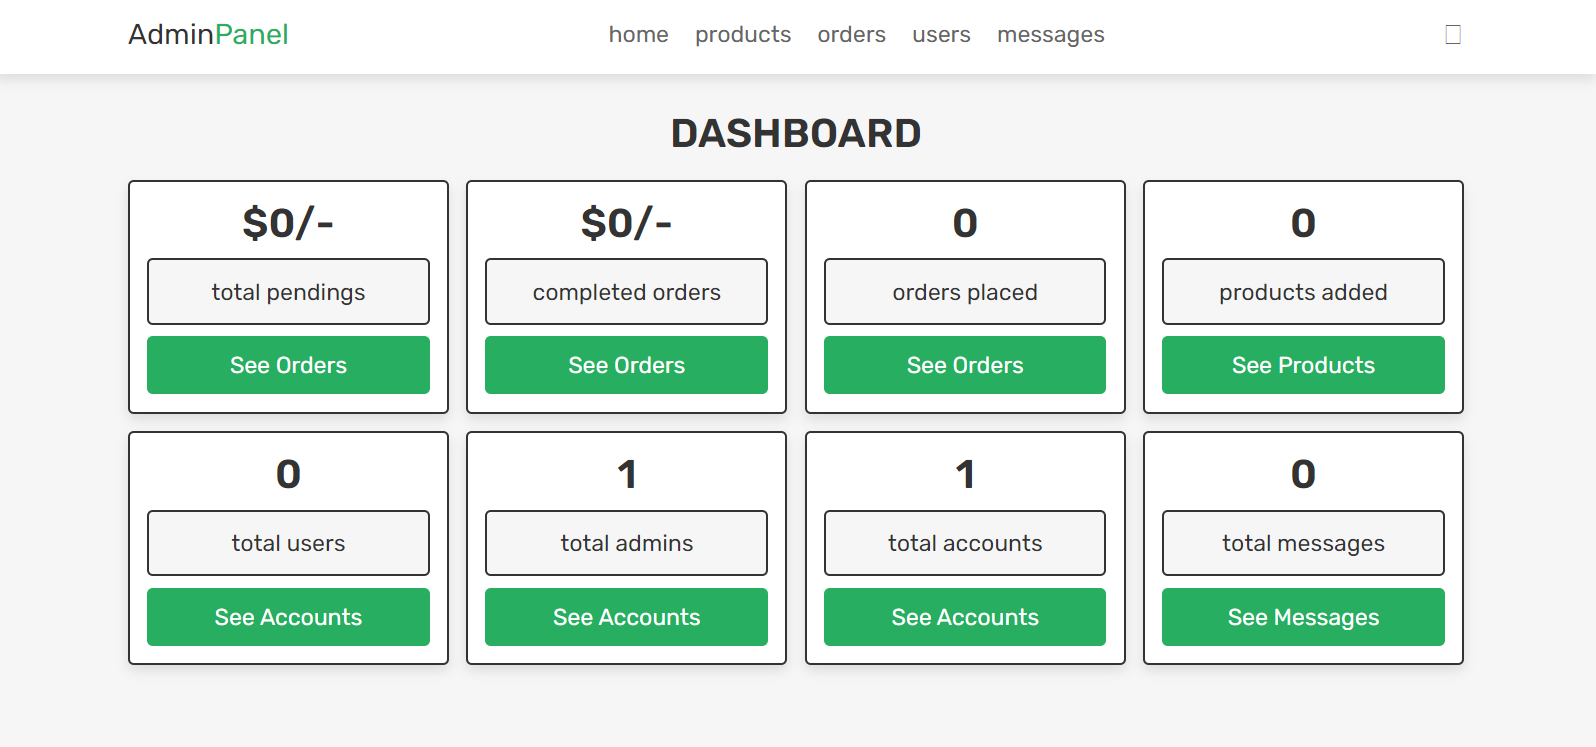 AdminPanel home products orders users messages
DASHBOARD
$0/-
total pendings
See Orders
$0/-
completed orders
See Orders
0
orders placed
See Orders
0
products added
See Products
0
total users
See Accounts
1
total admins
See Accounts
1
total accounts
See Accounts
0
total messages
See Messages